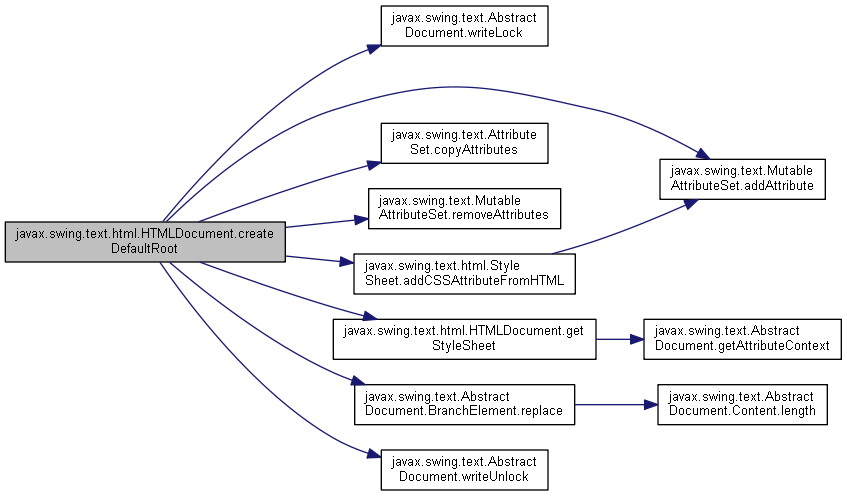 javax.swing.text.Abstract
Document.writeLock
javax.swing.text.Attribute
Set.copyAttributes
javax.swing.text.Mutable
AttributeSet.addAttribute
javax.swing.text.Mutable
AttributeSet.removeAttributes
javax.swing.text.html.HTMLDocument.create
DefaultRoot
javax.swing.text.html.Style
Sheet.addCSSAttributeFromHTML
javax.swing.text.html.HTMLDocument.get
StyleSheet
javax.swing.text.Abstract
Document.getAttributeContext
javax.swing.text.Abstract
Document.BranchElement.replace
javax.swing.text.Abstract
Document.Content.length
javax.swing.text.Abstract
Document.writeUnlock